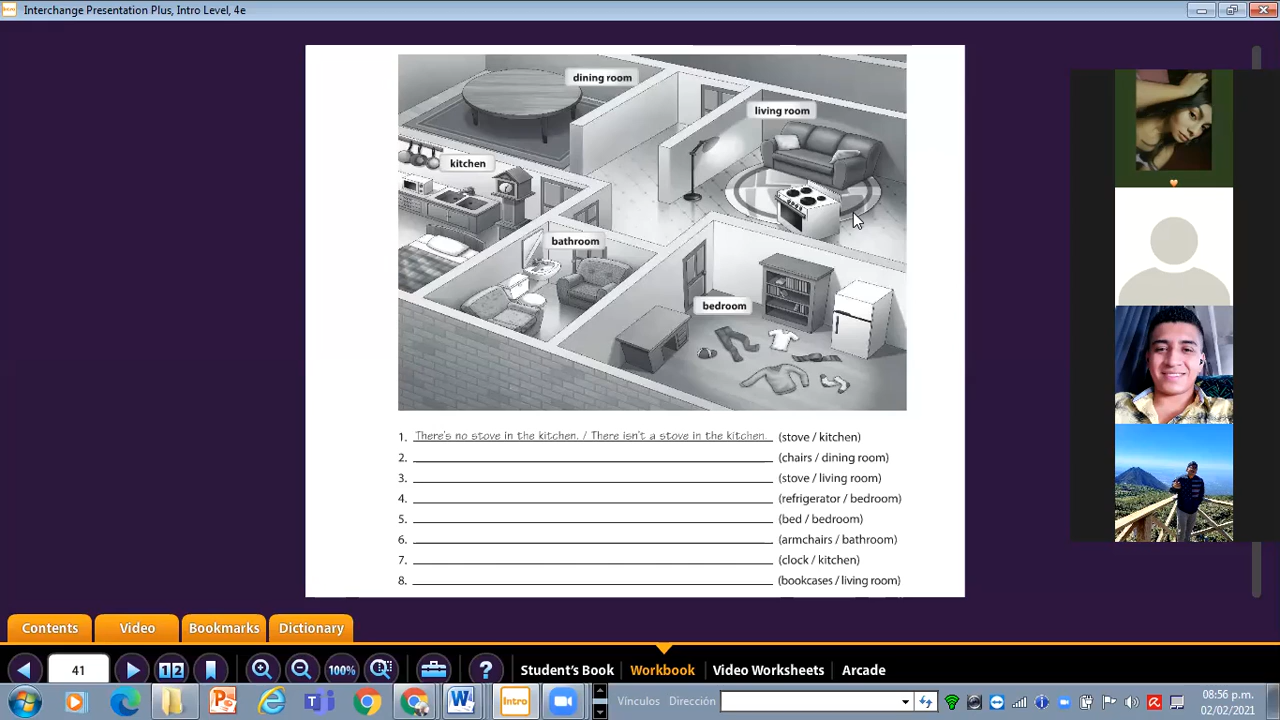 Interchange Presentation Plus, Intro Level, 4e
dining room
living room
kitchen
bathroom
bedroom
1. There's no stove in the kitchen. / There isn't a stove in the kitchen. (stove / kitchen)
2. (chairs / dining room)
3. (stove / living room)
4. (refrigerator / bedroom)
5. (bed / bedroom)
6. (armchairs / bathroom)
7. (clock / kitchen)
8. (bookcases / living room)
Contents Video Bookmarks Dictionary
41 12 100% ? Student's Book Workbook Video Worksheets Arcade
Intro Vínculos Dirección 08:56 p.m.
02/02/2021